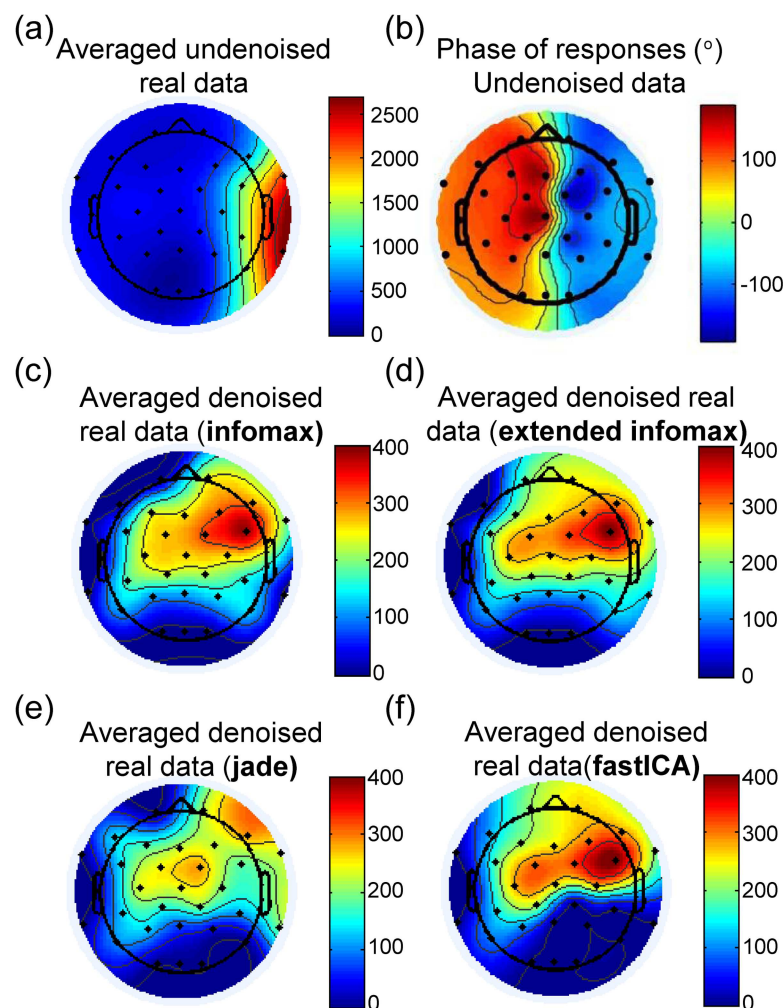 (a)
Averaged undenoised
real data
2500
2000
1500
1000
500
0
(b)
Phase of responses (°)
Undenoised data
100
0
-100
(c)
Averaged denoised
real data (infomax)
400
300
200
100
0
(d)
Averaged denoised real
data (extended infomax)
400
300
200
100
0
(e)
Averaged denoised
real data (jade)
400
300
200
100
0
(f)
Averaged denoised
real data(fastICA)
400
300
200
100
0